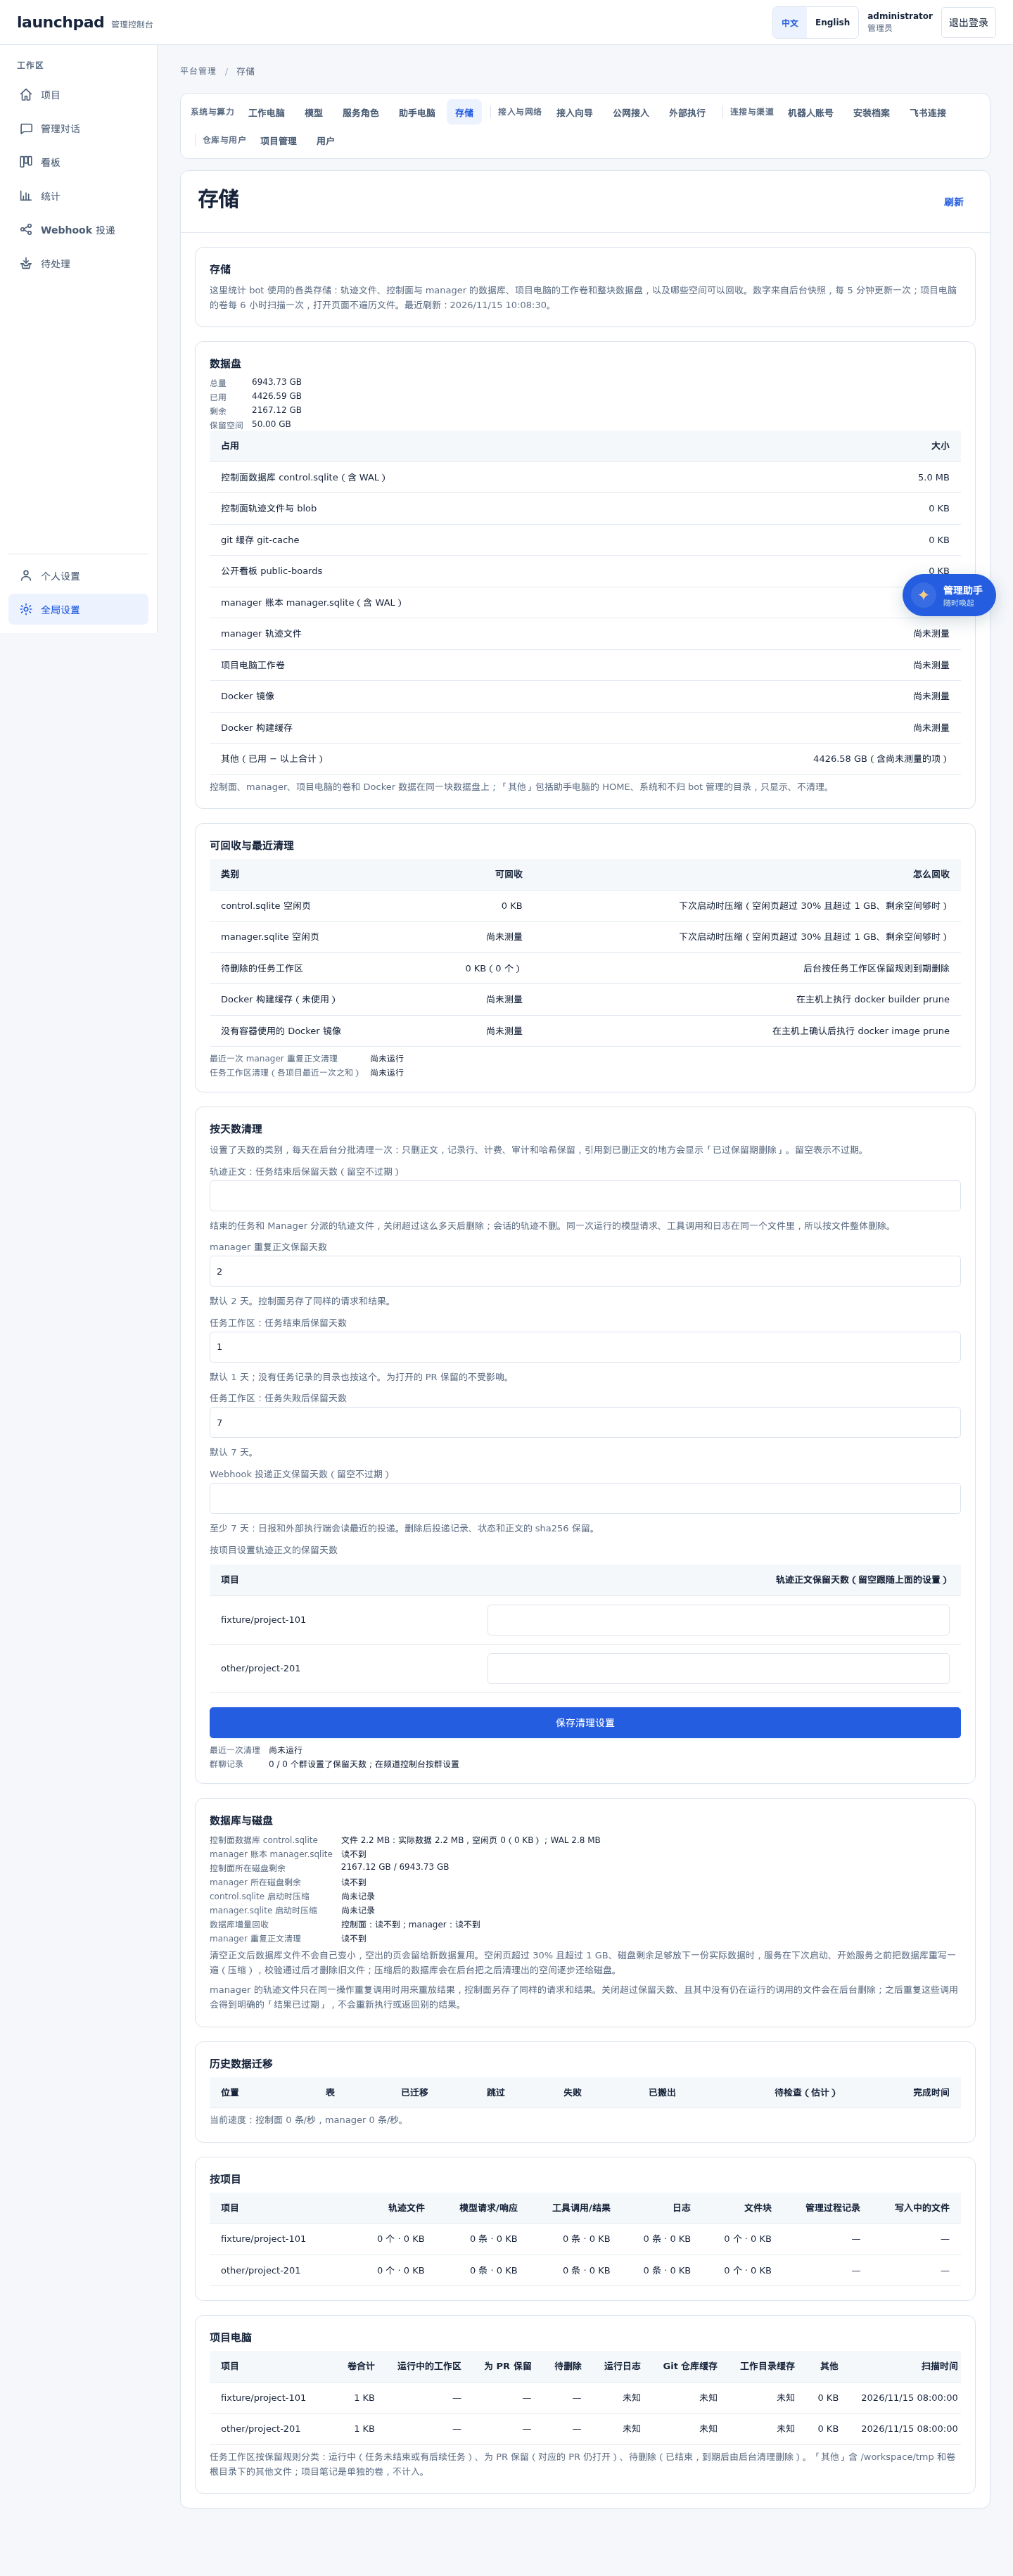 launchpad 管理控制台
中文 English administrator 管理员 退出登录
工作区
项目
管理对话
看板
统计
Webhook 投递
待处理
个人设置
全局设置
平台管理 / 存储
系统与算力 工作电脑 模型 服务角色 助手电脑 存储 接入与网络 接入向导 公网接入 外部执行 连接与渠道 机器人账号 安装档案 飞书连接
仓库与用户 项目管理 用户
存储 刷新
存储
这里统计 bot 使用的各类存储：轨迹文件、控制面与 manager 的数据库、项目电脑的工作卷和整块数据盘，以及哪些空间可以回收。数字来自后台快照，每 5 分钟更新一次；项目电脑
的卷每 6 小时扫描一次，打开页面不遍历文件。最近刷新：2026/11/15 10:08:30。
数据盘
总量 6943.73 GB
已用 4426.59 GB
剩余 2167.12 GB
保留空间 50.00 GB
占用 大小
控制面数据库 control.sqlite（含 WAL） 5.0 MB
控制面轨迹文件与 blob 0 KB
git 缓存 git-cache 0 KB
公开看板 public-boards 0 KB
manager 账本 manager.sqlite（含 WAL）
管理助手
随时唤起
manager 轨迹文件 尚未测量
项目电脑工作卷 尚未测量
Docker 镜像 尚未测量
Docker 构建缓存 尚未测量
其他（已用 − 以上合计） 4426.58 GB（含尚未测量的项）
控制面、manager、项目电脑的卷和 Docker 数据在同一块数据盘上；「其他」包括助手电脑的 HOME、系统和不归 bot 管理的目录，只显示、不清理。
可回收与最近清理
类别 可回收 怎么回收
control.sqlite 空闲页 0 KB 下次启动时压缩（空闲页超过 30% 且超过 1 GB、剩余空间够时）
manager.sqlite 空闲页 尚未测量 下次启动时压缩（空闲页超过 30% 且超过 1 GB、剩余空间够时）
待删除的任务工作区 0 KB（0 个） 后台按任务工作区保留规则到期删除
Docker 构建缓存（未使用） 尚未测量 在主机上执行 docker builder prune
没有容器使用的 Docker 镜像 尚未测量 在主机上确认后执行 docker image prune
最近一次 manager 重复正文清理 尚未运行
任务工作区清理（各项目最近一次之和） 尚未运行
按天数清理
设置了天数的类别，每天在后台分批清理一次：只删正文，记录行、计费、审计和哈希保留，引用到已删正文的地方会显示「已过保留期删除」。留空表示不过期。
轨迹正文：任务结束后保留天数（留空不过期）
结束的任务和 Manager 分派的轨迹文件，关闭超过这么多天后删除；会话的轨迹不删。同一次运行的模型请求、工具调用和日志在同一个文件里，所以按文件整体删除。
manager 重复正文保留天数
2
默认 2 天。控制面另存了同样的请求和结果。
任务工作区：任务结束后保留天数
1
默认 1 天；没有任务记录的目录也按这个。为打开的 PR 保留的不受影响。
任务工作区：任务失败后保留天数
7
默认 7 天。
Webhook 投递正文保留天数（留空不过期）
至少 7 天：日报和外部执行端会读最近的投递。删除后投递记录、状态和正文的 sha256 保留。
按项目设置轨迹正文的保留天数
项目 轨迹正文保留天数（留空跟随上面的设置）
fixture/project-101
other/project-201
保存清理设置
最近一次清理 尚未运行
群聊记录 0 / 0 个群设置了保留天数；在频道控制台按群设置
数据库与磁盘
控制面数据库 control.sqlite 文件 2.2 MB：实际数据 2.2 MB，空闲页 0（0 KB）；WAL 2.8 MB
manager 账本 manager.sqlite 读不到
控制面所在磁盘剩余 2167.12 GB / 6943.73 GB
manager 所在磁盘剩余 读不到
control.sqlite 启动时压缩 尚未记录
manager.sqlite 启动时压缩 尚未记录
数据库增量回收 控制面：读不到；manager：读不到
manager 重复正文清理 读不到
清空正文后数据库文件不会自己变小，空出的页会留给新数据复用。空闲页超过 30% 且超过 1 GB、磁盘剩余足够放下一份实际数据时，服务在下次启动、开始服务之前把数据库重写一
遍（压缩），校验通过后才删除旧文件；压缩后的数据库会在后台把之后清理出的空间逐步还给磁盘。
manager 的轨迹文件只在同一操作重复调用时用来重放结果，控制面另存了同样的请求和结果。关闭超过保留天数、且其中没有仍在运行的调用的文件会在后台删除；之后重复这些调用
会得到明确的「结果已过期」，不会重新执行或返回别的结果。
历史数据迁移
位置 表 已迁移 跳过 失败 已搬出 待检查（估计） 完成时间
当前速度：控制面 0 条/秒，manager 0 条/秒。
按项目
项目 轨迹文件 模型请求/响应 工具调用/结果 日志 文件块 管理过程记录 写入中的文件
fixture/project-101 0 个 · 0 KB 0 条 · 0 KB 0 条 · 0 KB 0 条 · 0 KB 0 个 · 0 KB — —
other/project-201 0 个 · 0 KB 0 条 · 0 KB 0 条 · 0 KB 0 条 · 0 KB 0 个 · 0 KB — —
项目电脑
项目 卷合计 运行中的工作区 为 PR 保留 待删除 运行日志 Git 仓库缓存 工作目录缓存 其他 扫描时间
fixture/project-101 1 KB — — — 未知 未知 未知 0 KB 2026/11/15 08:00:00
other/project-201 1 KB — — — 未知 未知 未知 0 KB 2026/11/15 08:00:00
任务工作区按保留规则分类：运行中（任务未结束或有后续任务）、为 PR 保留（对应的 PR 仍打开）、待删除（已结束，到期后由后台清理删除）。「其他」含 /workspace/tmp 和卷
根目录下的其他文件；项目笔记是单独的卷，不计入。